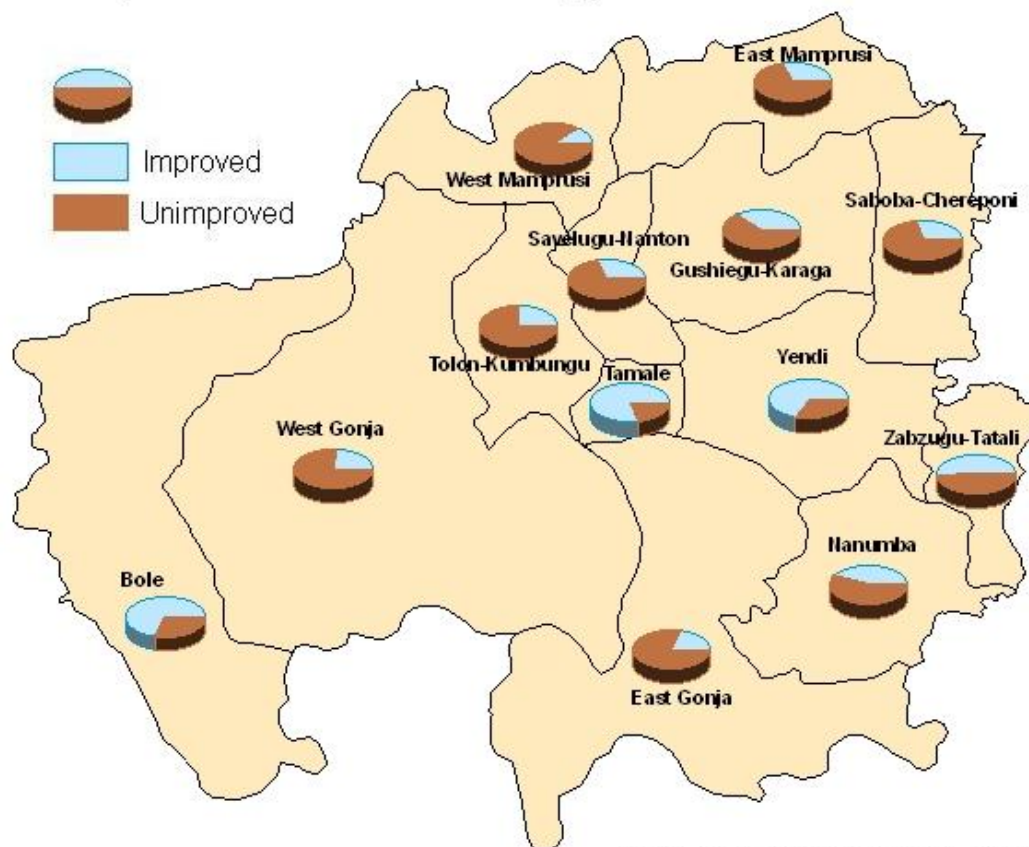 East Mamprusi
Improved
West Mamprusi
Unimproved
Saboba-Chereponi
Savelugu-Nanton
Gushiegu-Karaga
Yendi
Tolon-Kumbungu
Tamale
West Gonja
Zabzugu-Tatali
Nanumba
Bole
East Gonja